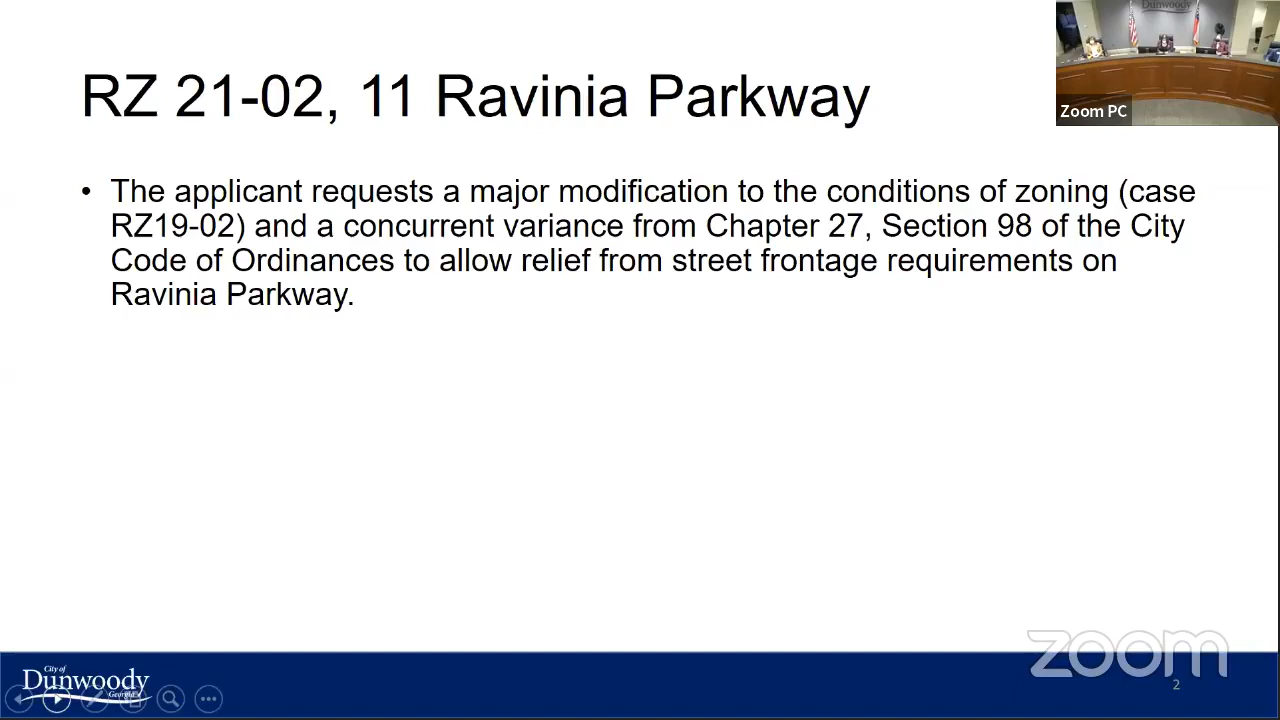 Dunwoody
Zoom PC
RZ 21-02, 11 Ravinia Parkway
• The applicant requests a major modification to the conditions of zoning (case
RZ19-02) and a concurrent variance from Chapter 27, Section 98 of the City
Code of Ordinances to allow relief from street frontage requirements on
Ravinia Parkway.
zoom
City of
Dunwoody
Georgia
2